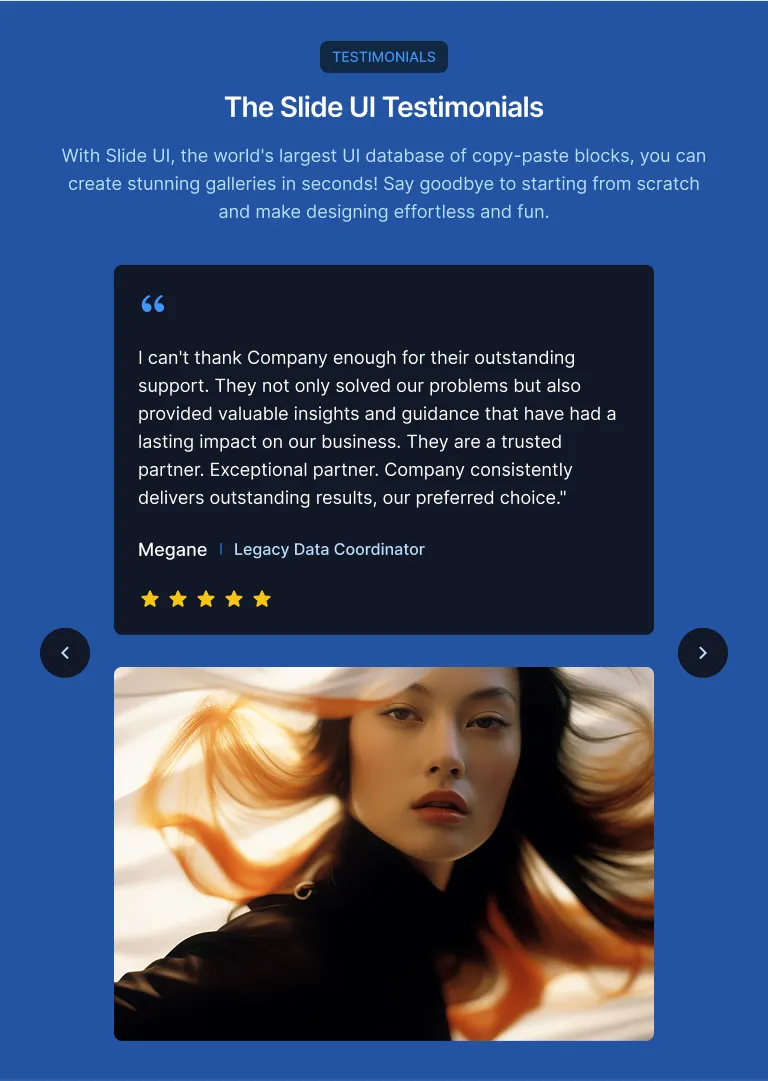 TESTIMONIALS
The Slide UI Testimonials
With Slide UI, the world's largest UI database of copy-paste blocks, you can
create stunning galleries in seconds! Say goodbye to starting from scratch
and make designing effortless and fun.
“
I can't thank Company enough for their outstanding
support. They not only solved our problems but also
provided valuable insights and guidance that have had a
lasting impact on our business. They are a trusted
partner. Exceptional partner. Company consistently
delivers outstanding results, our preferred choice."
Megane | Legacy Data Coordinator